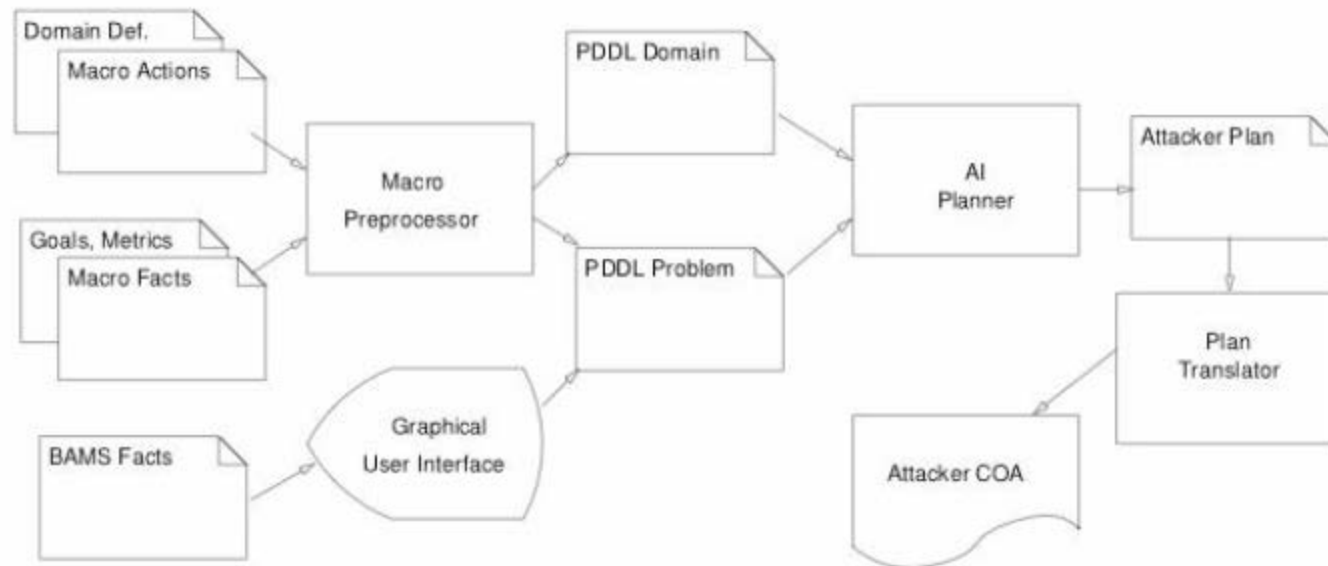 Domain Def.
Macro Actions
Goals, Metrics
Macro Facts
BAMS Facts
Macro
Preprocessor
Graphical
User Interface
PDDL Domain
PDDL Problem
AI
Planner
Attacker Plan
Plan
Translator
Attacker COA